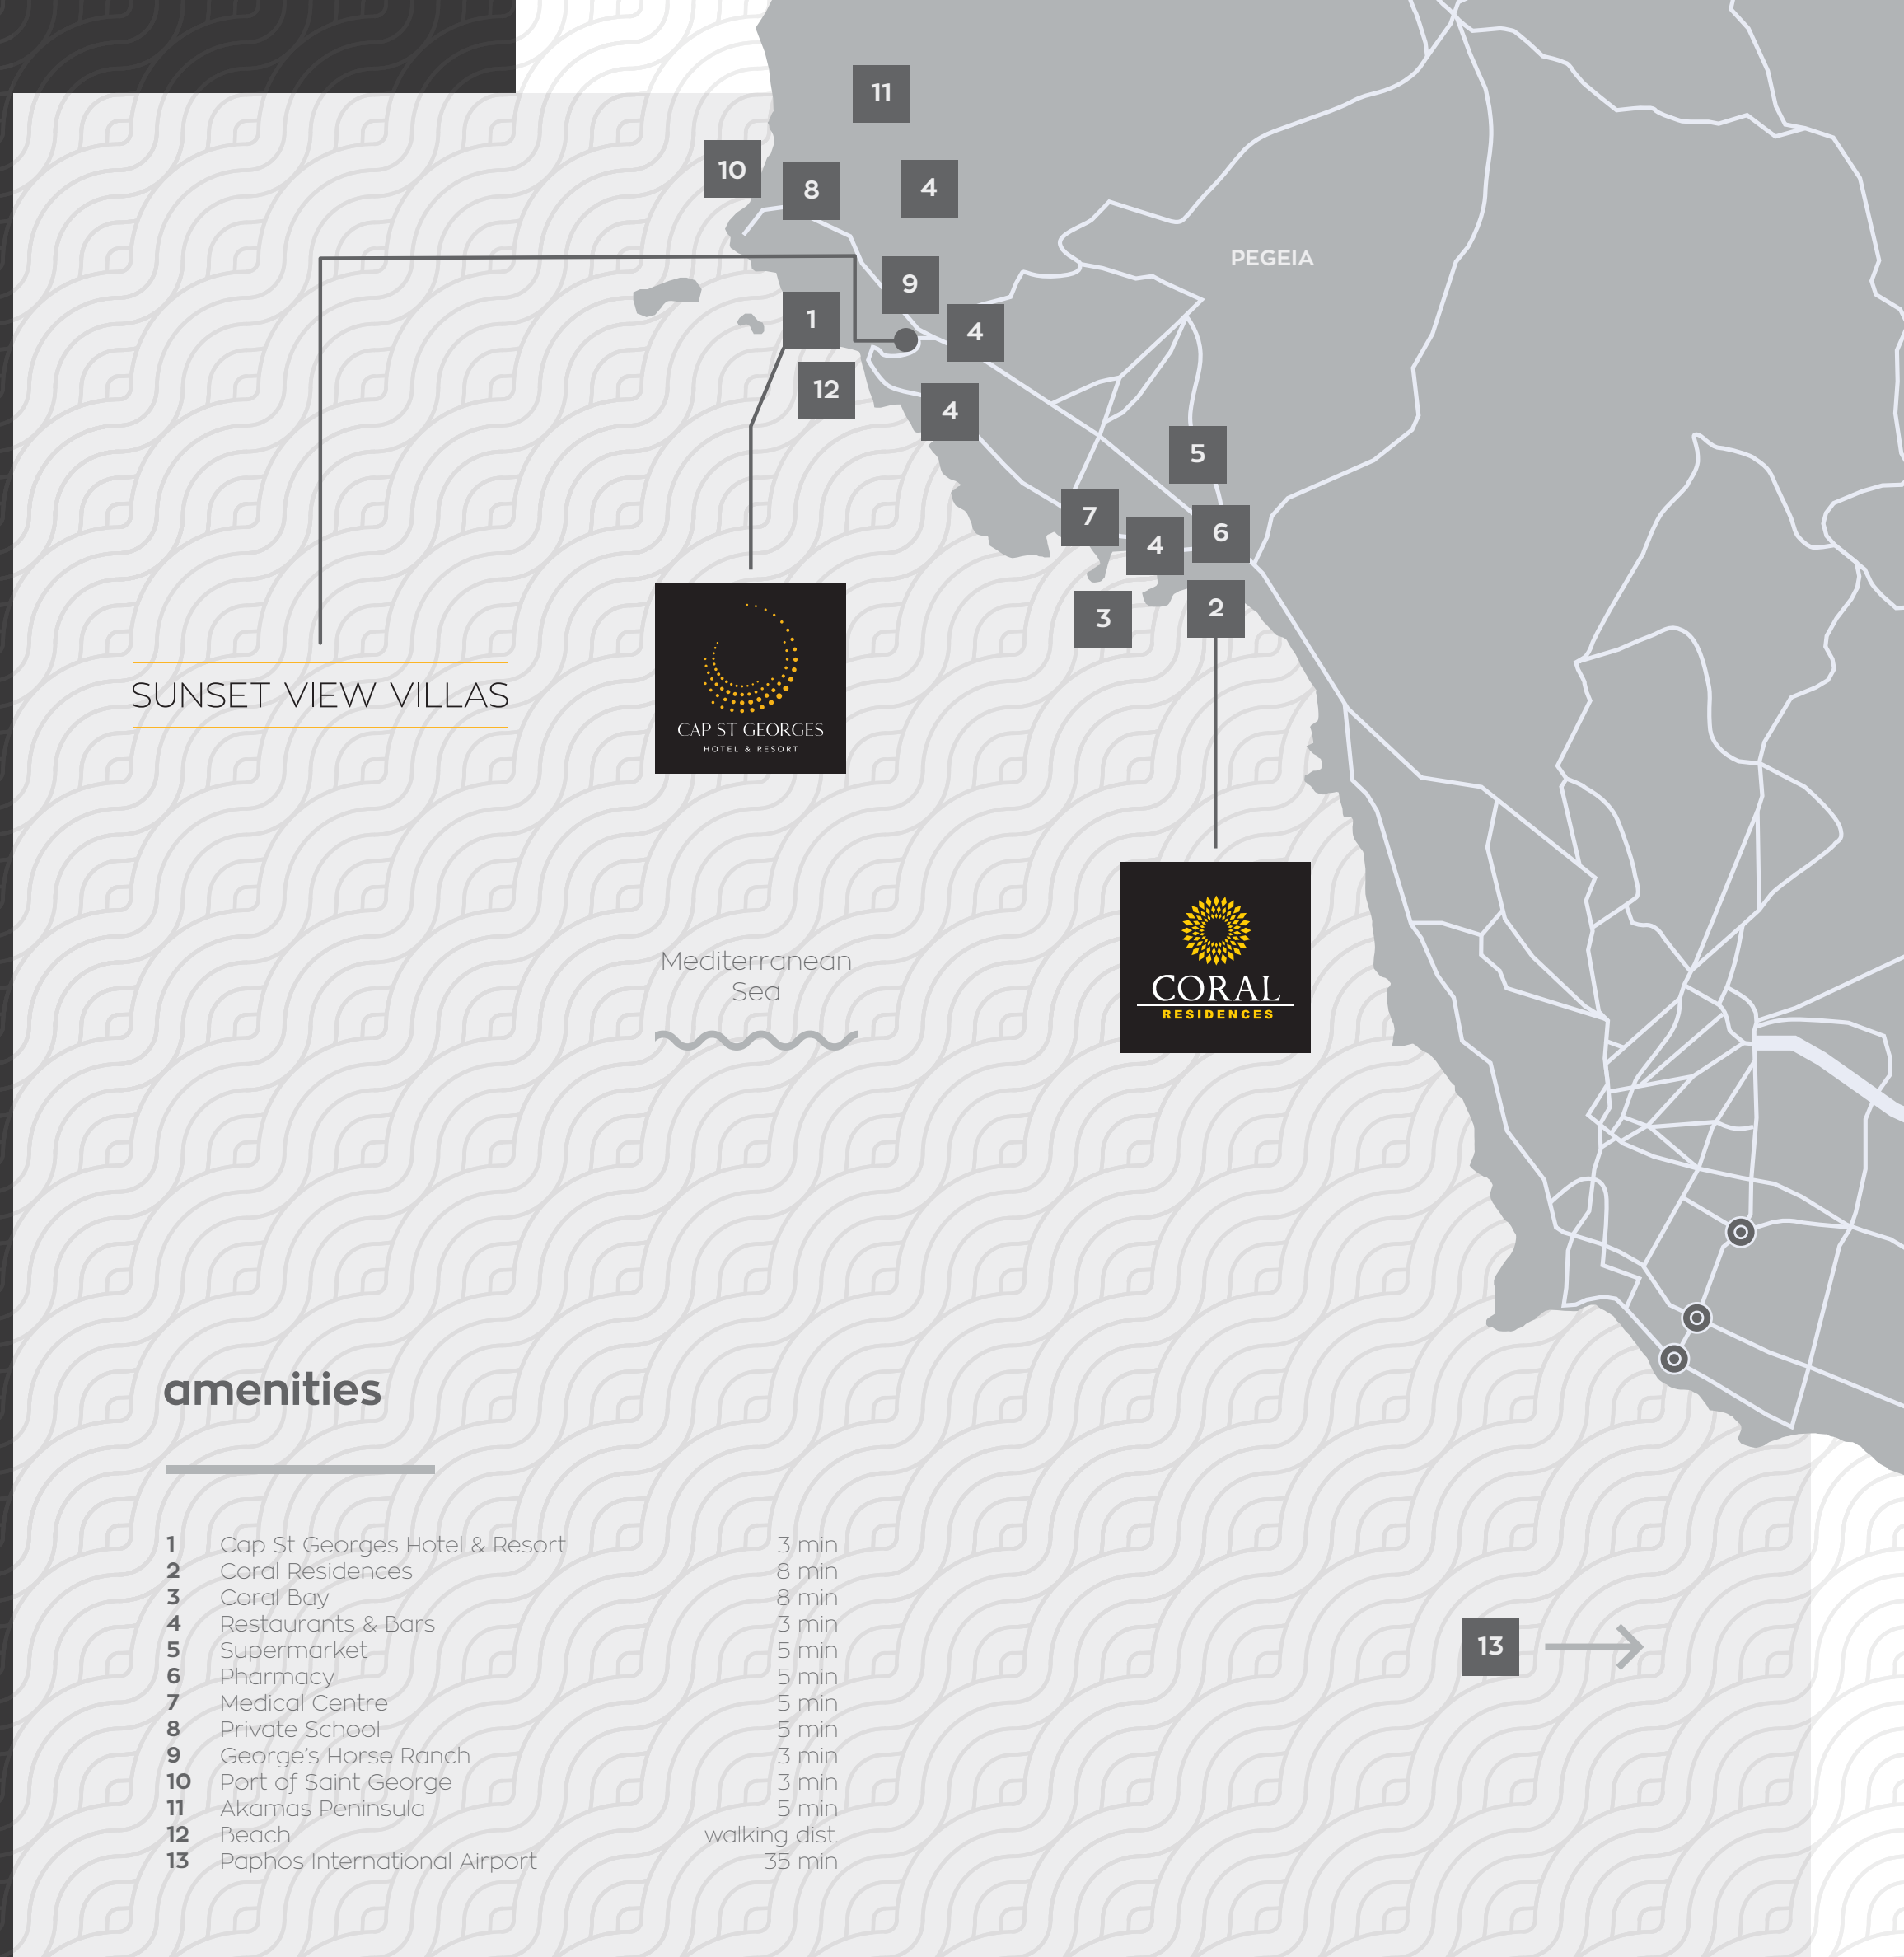 11
10
8
4
PEGEIA
9
1
4
12
4
5
7
4
6
3
2
SUNSET VIEW VILLAS
CAP ST GEORGES
HOTEL & RESORT
CORAL
RESIDENCES
Mediterranean
Sea
amenities
1 Cap St Georges Hotel & Resort 3 min
2 Coral Residences 8 min
3 Coral Bay 8 min
4 Restaurants & Bars 3 min
5 Supermarket 5 min
6 Pharmacy 5 min
7 Medical Centre 5 min
8 Private School 5 min
9 George’s Horse Ranch 3 min
10 Port of Saint George 3 min
11 Akamas Peninsula 5 min
12 Beach walking dist.
13 Paphos International Airport 35 min
13